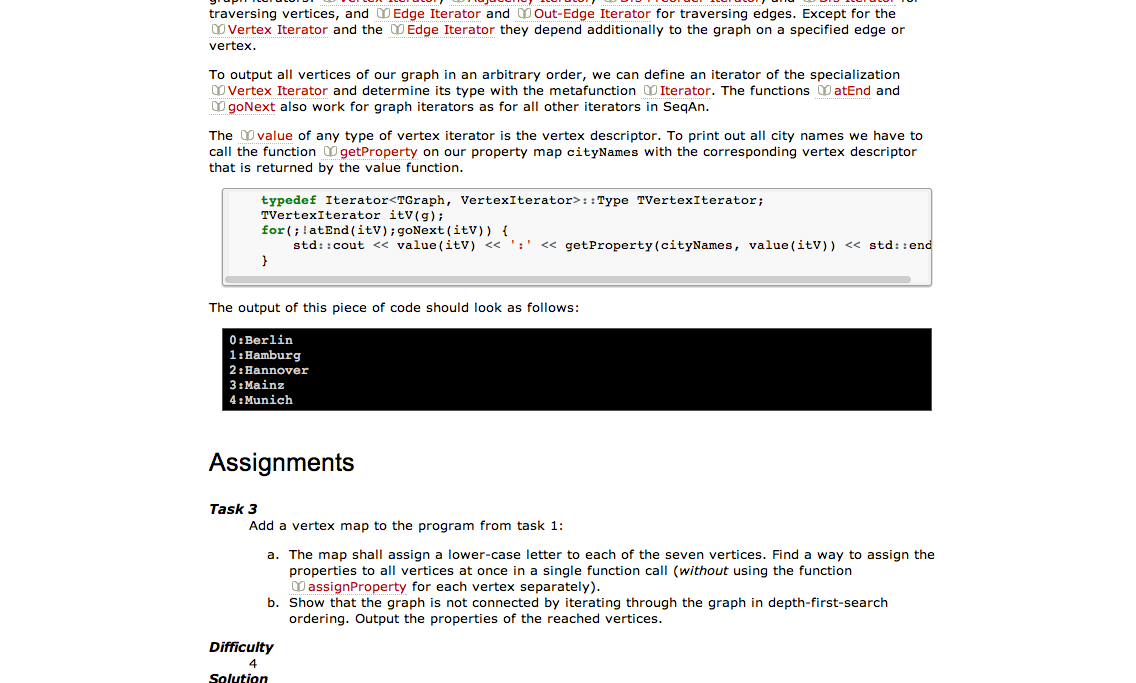 traversing vertices, and Edge Iterator and Out-Edge Iterator for traversing edges. Except for the
Vertex Iterator and the Edge Iterator they depend additionally to the graph on a specified edge or
vertex.
To output all vertices of our graph in an arbitrary order, we can define an iterator of the specialization
Vertex Iterator and determine its type with the metafunction Iterator. The functions atEnd and
goNext also work for graph iterators as for all other iterators in SeqAn.
The value of any type of vertex iterator is the vertex descriptor. To print out all city names we have to
call the function getProperty on our property map cityNames with the corresponding vertex descriptor
that is returned by the value function.
typedef Iterator<TGraph, VertexIterator>::Type TVertexIterator;
TVertexIterator itV(g);
for(;!atEnd(itV);goNext(itV)) {
std::cout << value(itV) << ':' << getProperty(cityNames, value(itV)) << std::end
}
The output of this piece of code should look as follows:
0:Berlin
1:Hamburg
2:Hannover
3:Mainz
4:Munich
Assignments
Task 3
Add a vertex map to the program from task 1:
a. The map shall assign a lower-case letter to each of the seven vertices. Find a way to assign the
properties to all vertices at once in a single function call (without using the function
assignProperty for each vertex separately).
b. Show that the graph is not connected by iterating through the graph in depth-first-search
ordering. Output the properties of the reached vertices.
Difficulty
4
Solution